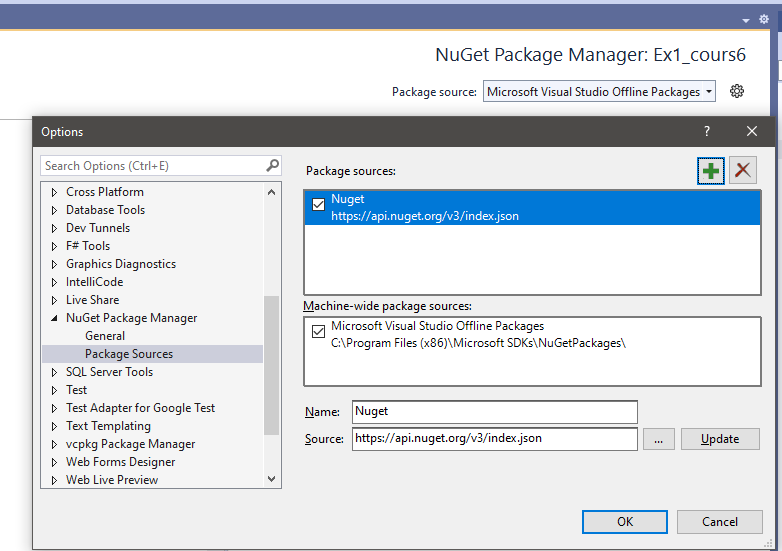 NuGet Package Manager: Ex1_cours6
Package source: Microsoft Visual Studio Offline Packages
Options
?
Search Options (Ctrl+E)
Cross Platform
Database Tools
Dev Tunnels
F# Tools
Graphics Diagnostics
IntelliCode
Live Share
NuGet Package Manager
General
Package Sources
SQL Server Tools
Test
Test Adapter for Google Test
Text Templating
vcpkg Package Manager
Web Forms Designer
Web Live Preview
Package sources:
Nuget
https://api.nuget.org/v3/index.json
Machine-wide package sources:
Microsoft Visual Studio Offline Packages
C:\Program Files (x86)\Microsoft SDKs\NuGetPackages\
Name: Nuget
Source: https://api.nuget.org/v3/index.json ... Update
OK Cancel